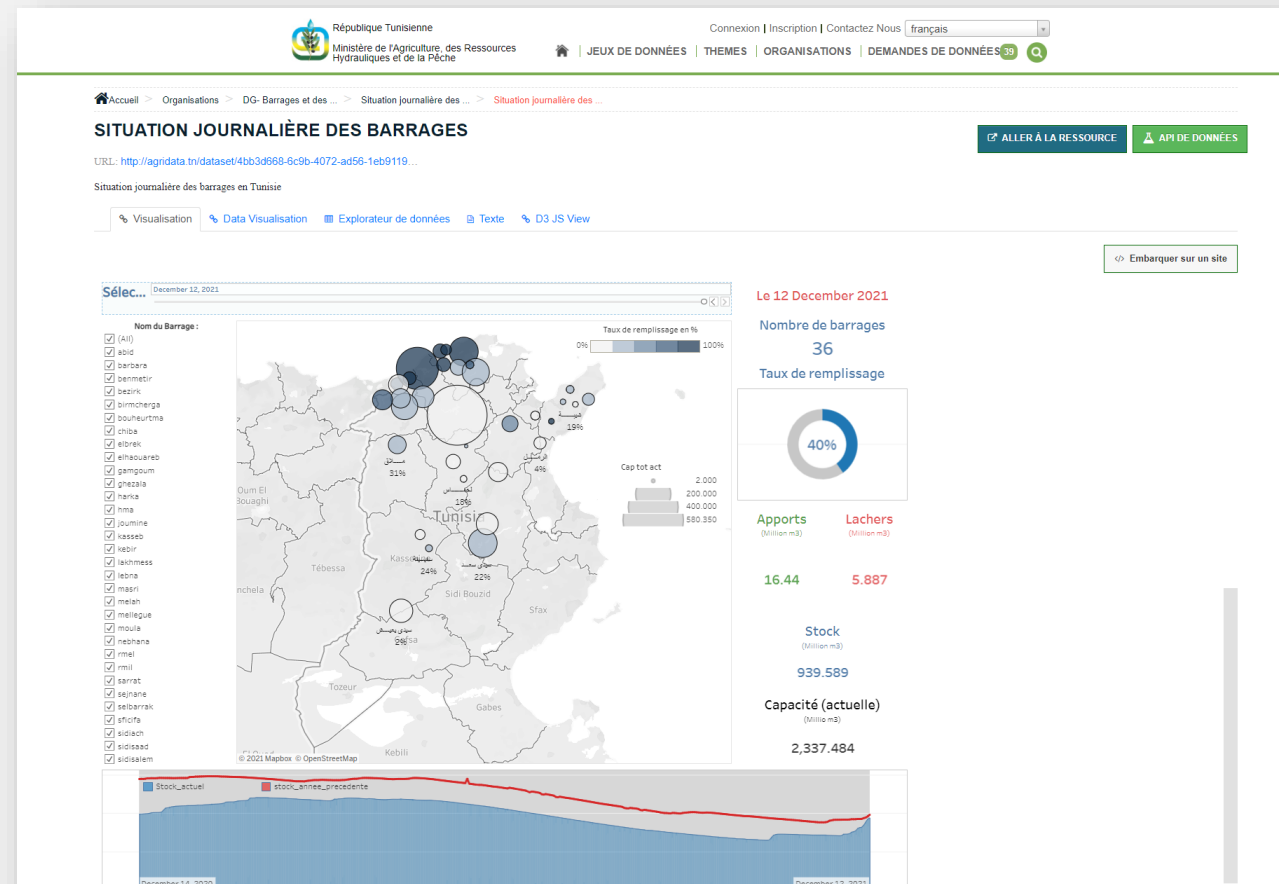 République Tunisienne
Ministère de l'Agriculture, des Ressources
Hydrauliques et de la Pêche
Connexion | Inscription | Contactez Nous
français
JEUX DE DONNÉES | THEMES | ORGANISATIONS | DEMANDES DE DONNÉES 39
Accueil > Organisations > DG- Barrages et des ... > Situation journalière des ... > Situation journalière des ...
SITUATION JOURNALIÈRE DES BARRAGES
ALLER À LA RESSOURCE
API DE DONNÉES
URL: http://agridata.tn/dataset/4bb3d668-6c9b-4072-ad56-1eb9119...
Situation journalière des barrages en Tunisie
Visualisation
Data Visualisation
Explorateur de données
Texte
D3 JS View
</> Embarquer sur un site
Sélec...
December 12, 2021
Nom du Barrage :
(All)
abid
barbara
benmetir
bezirk
birmcherga
bouheurtma
chiba
elbrek
elhaouareb
gamgoum
ghezala
harka
hma
joumine
kasseb
kebir
lakhmess
lebna
masri
melah
mellegue
moula
nebhana
rmel
rmil
sarrat
sejnane
selbarrak
sficifa
sidiach
sidisaad
sidisalem
Taux de remplissage en %
0%
100%
19%
4%
31%
18%
Oum El
Bouaghi
Tunisi
Tébessa
24%
سيدي سعد
22%
Sidi Bouzid
Sfax
2%
Tozeur
Gabes
Kebili
Cap tot act
2.000
200.000
400.000
580.350
© 2021 Mapbox © OpenStreetMap
Le 12 December 2021
Nombre de barrages
36
Taux de remplissage
40%
Apports
(Million m3)
Lachers
(Million m3)
16.44
5.887
Stock
(Million m3)
939.589
Capacité (actuelle)
(Millio m3)
2,337.484
Stock_actuel
stock_annee_precedente
December 14, 2020
December 12, 2021